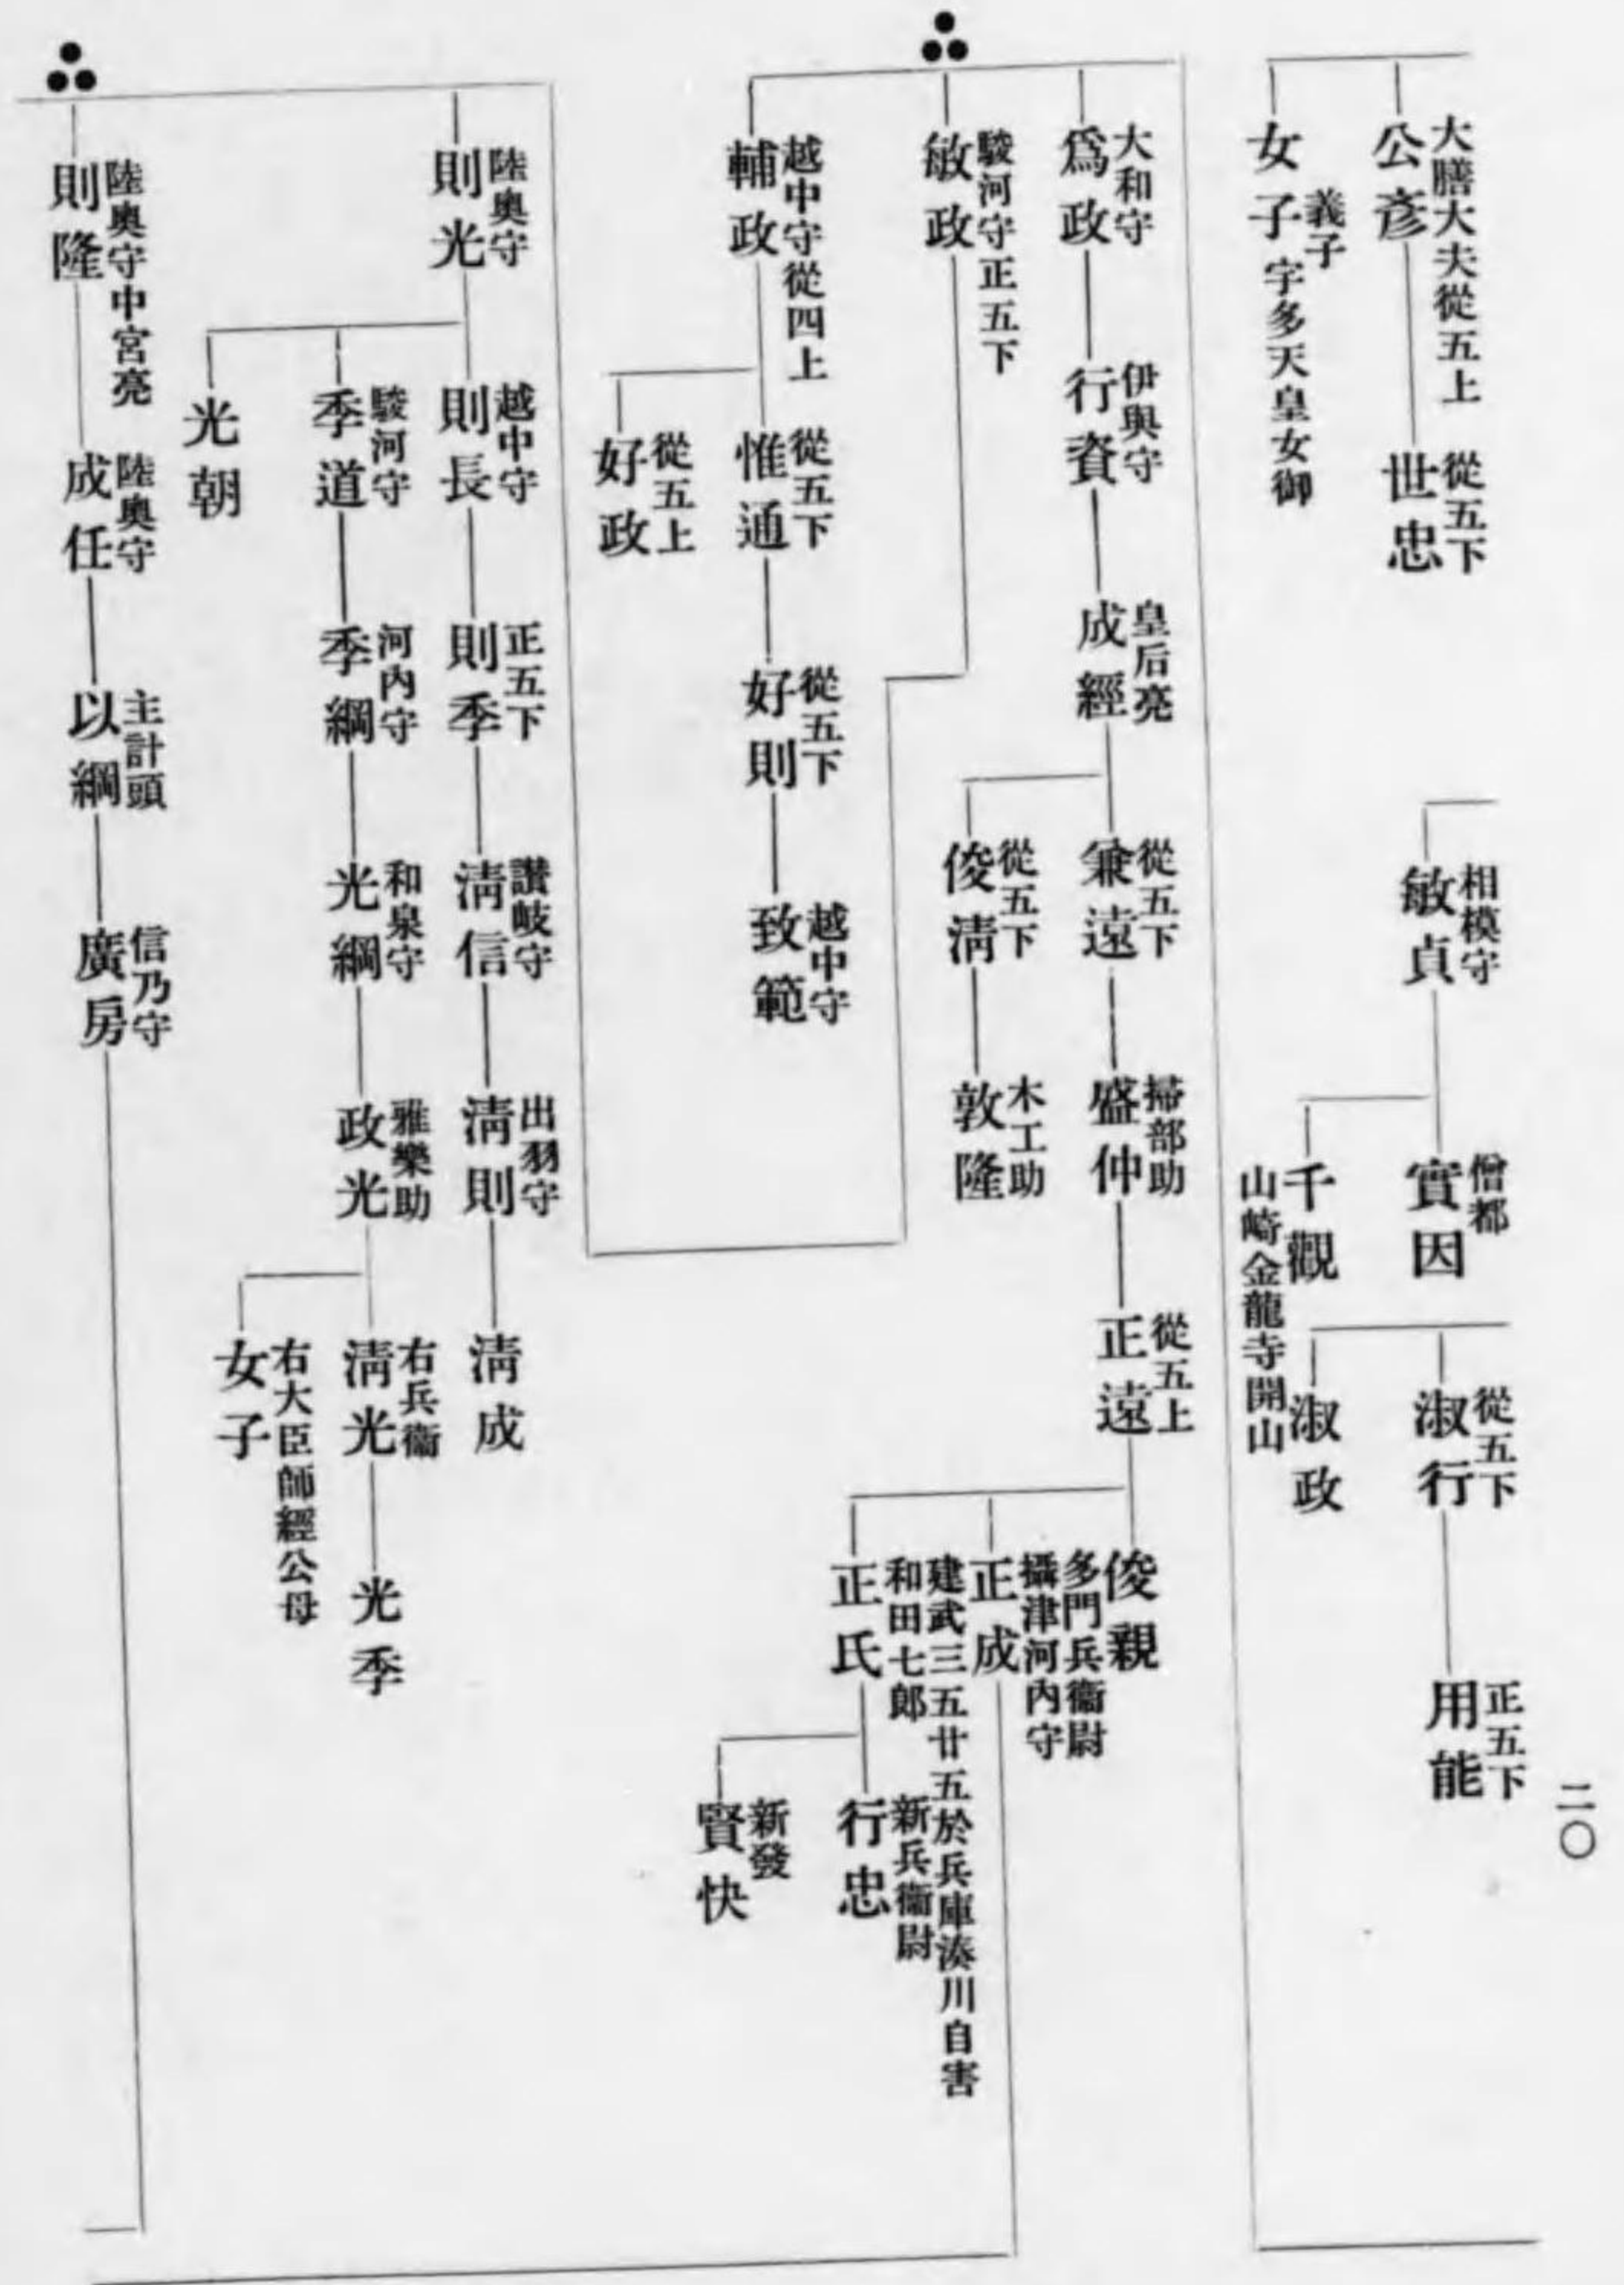 二〇
大膳大夫從五上
公彦
從五下
世忠
義子
女子
宇多天皇女御
相模守
敏貞
僧都
實因
千觀
山崎金龍寺開山
從五下
淑行
正五下
用能
淑政
大和守
爲政
伊與守
行資
皇后亮
成經
從五下
兼遠
掃部助
盛仲
從五上
正遠
俊親
多門兵衞尉
攝津河内守
正成
建武三五廿五於兵庫湊川自害
和田七郎
正氏
新兵衞尉
行忠
新發
賢快
從五下
俊淸
木工助
敦隆
駿河守正五下
敏政
越中守從四上
輔政
從五下
惟通
從五下
好則
越中守
致範
從五上
好政
陸奧守
則光
越中守
則長
正五下
則季
讃岐守
淸信
出羽守
淸則
淸成
駿河守
季道
河內守
季綱
和泉守
光綱
雅樂助
政光
右兵衞
淸光
光季
右大臣師經公母
女子
光朝
陸奧守中宮亮
則隆
陸奧守
成任
主計頭
以綱
信乃守
廣房